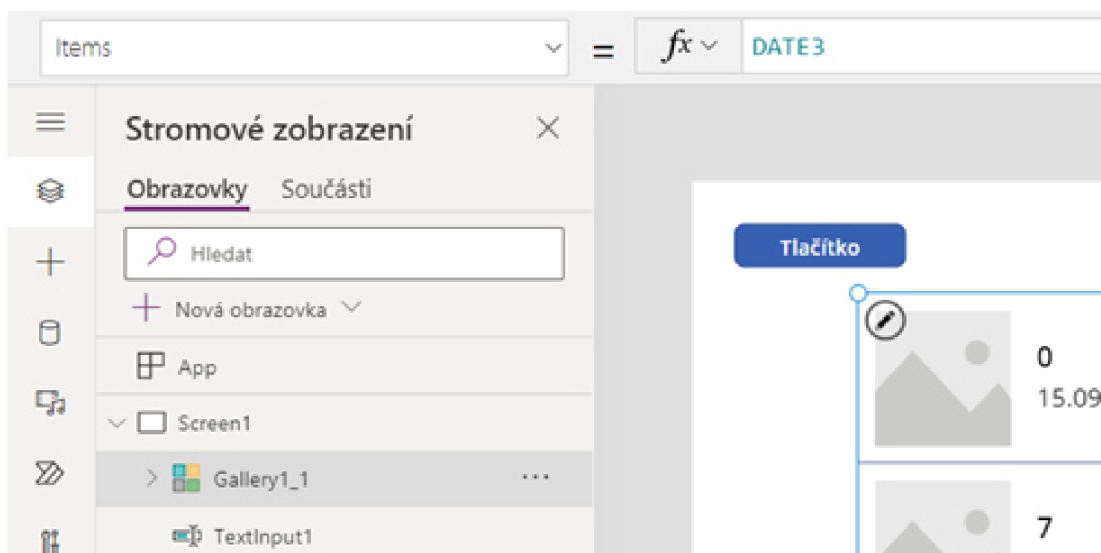 Items = fx DATE3
Stromové zobrazení
Obrazovky Součásti
Hledat
Nová obrazovka
App
Screen1
Gallery1_1
TextInput1
Tlačítko
0
15.09
7